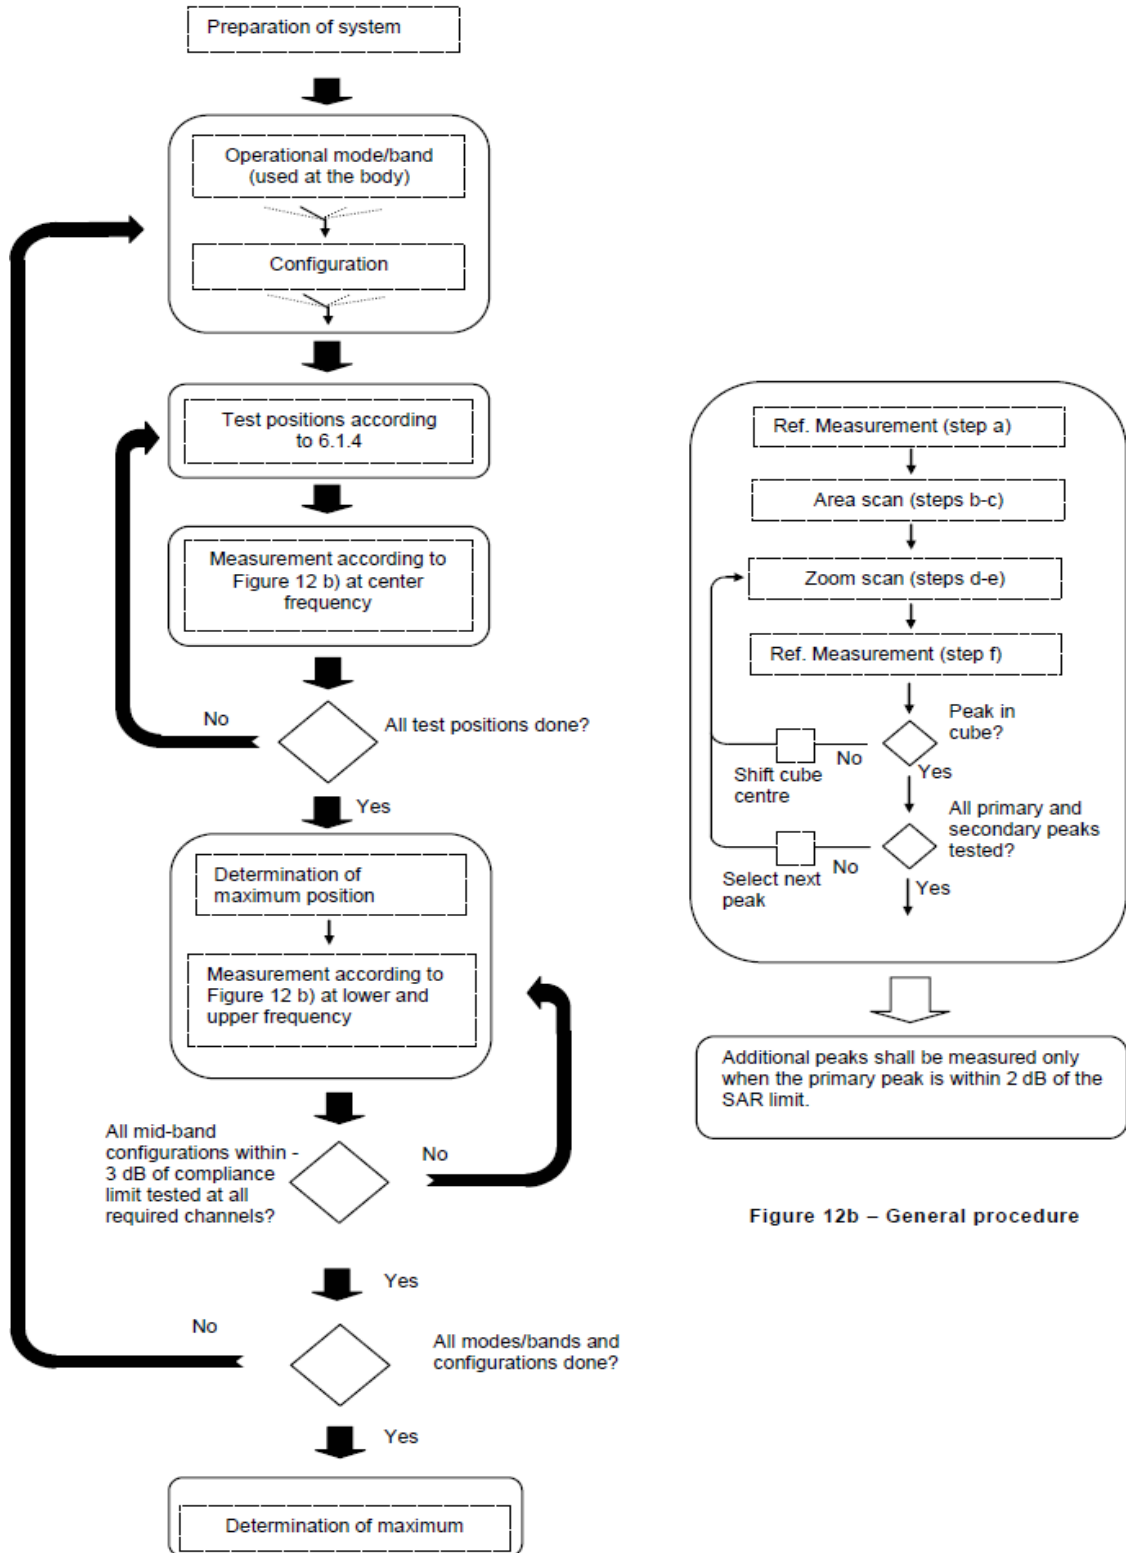 Preparation of system
Operational mode/band
(used at the body)
Configuration
Test positions according
to 6.1.4
Measurement according to
Figure 12 b) at center
frequency
No
All test positions done?
Yes
Determination of
maximum position
Measurement according to
Figure 12 b) at lower and
upper frequency
All mid-band
configurations within -
3 dB of compliance
limit tested at all
required channels?
No
Yes
No
All modes/bands and
configurations done?
Yes
Determination of maximum
Ref. Measurement (step a)
Area scan (steps b-c)
Zoom scan (steps d-e)
Ref. Measurement (step f)
Peak in
cube?
No
Yes
Shift cube
centre
All primary and
secondary peaks
tested?
No
Yes
Select next
peak
Additional peaks shall be measured only
when the primary peak is within 2 dB of the
SAR limit.
Figure 12b – General procedure